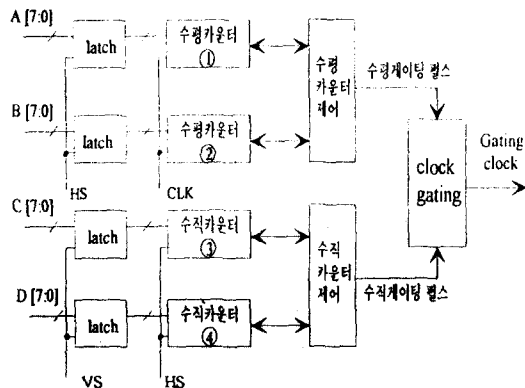 A [7:0]
latch
수평카운터
①
B [7:0]
latch
수평카운터
②
수평
카운터
제어
수평게이팅 펄스
HS
CLK
clock
gating
Gating
clock
C [7:0]
latch
수직카운터
③
D [7:0]
latch
수직카운터
④
수직
카운터
제어
수직게이팅 펄스
VS
HS